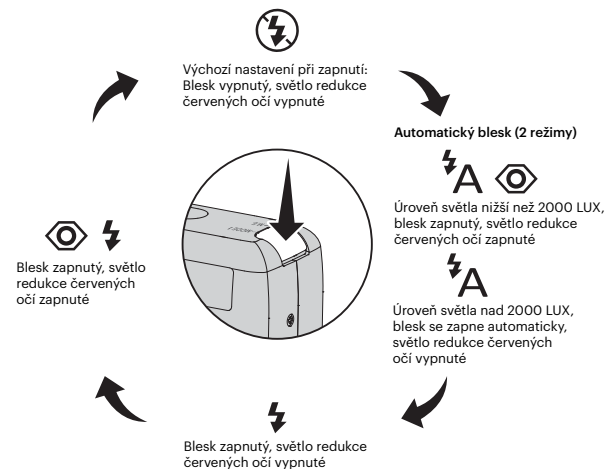 Výchozí nastavení při zapnutí:
Blesk vypnutý, světlo redukce
červených očí vypnuté
Automatický blesk (2 režimy)
A
Úroveň světla nižší než 2000 LUX,
blesk zapnutý, světlo redukce
červených očí zapnuté
A
Úroveň světla nad 2000 LUX,
blesk se zapne automaticky,
světlo redukce červených
očí vypnuté
Blesk zapnutý, světlo redukce
červených očí vypnuté
Blesk zapnutý, světlo
redukce červených
očí zapnuté